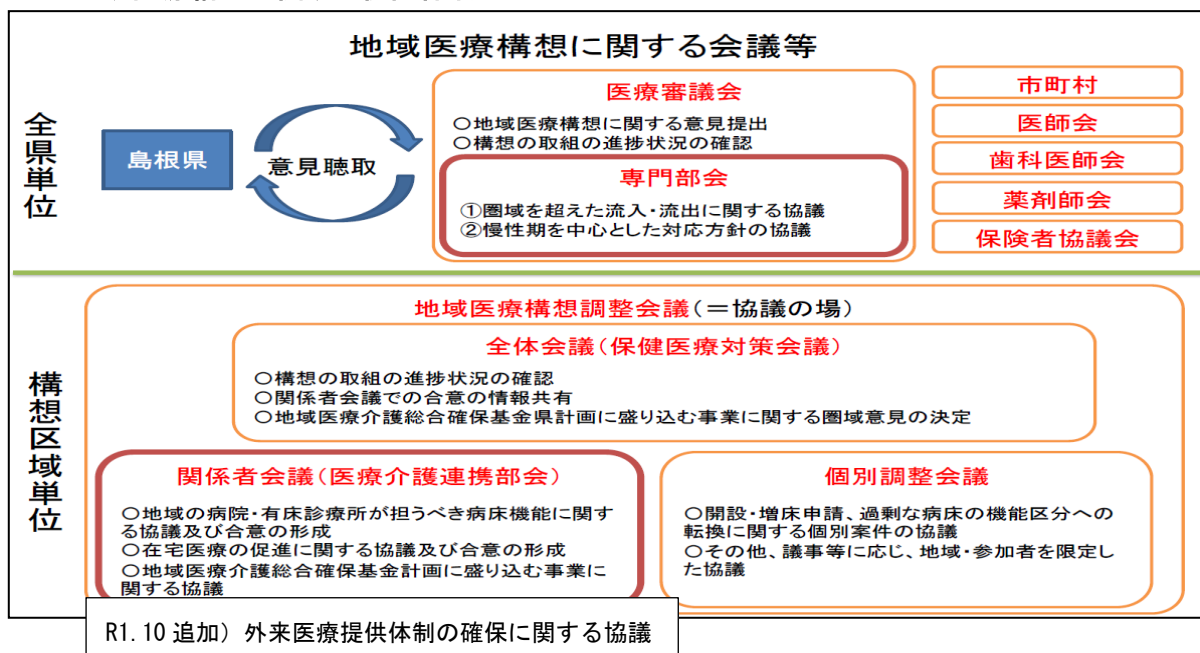 地域医療構想に関する会議等
全県単位
島根県
意見聴取
医療審議会
○地域医療構想に関する意見提出
○構想の取組の進捗状況の確認
専門部会
①圏域を超えた流入・流出に関する協議
②慢性期を中心とした対応方針の協議
市町村
医師会
歯科医師会
薬剤師会
保険者協議会
構想区域単位
地域医療構想調整会議(＝協議の場)
全体会議(保健医療対策会議)
○構想の取組の進捗状況の確認
○関係者会議での合意の情報共有
○地域医療介護総合確保基金県計画に盛り込む事業に関する圏域意見の決定
関係者会議(医療介護連携部会)
○地域の病院・有床診療所が担うべき病床機能に関す
る協議及び合意の形成
○在宅医療の促進に関する協議及び合意の形成
○地域医療介護総合確保基金計画に盛り込む事業に
関する協議
個別調整会議
○開設・増床申請、過剰な病床の機能区分への
転換に関する個別案件の協議
○その他、議事等に応じ、地域・参加者を限定し
た協議
R1.10 追加）外来医療提供体制の確保に関する協議